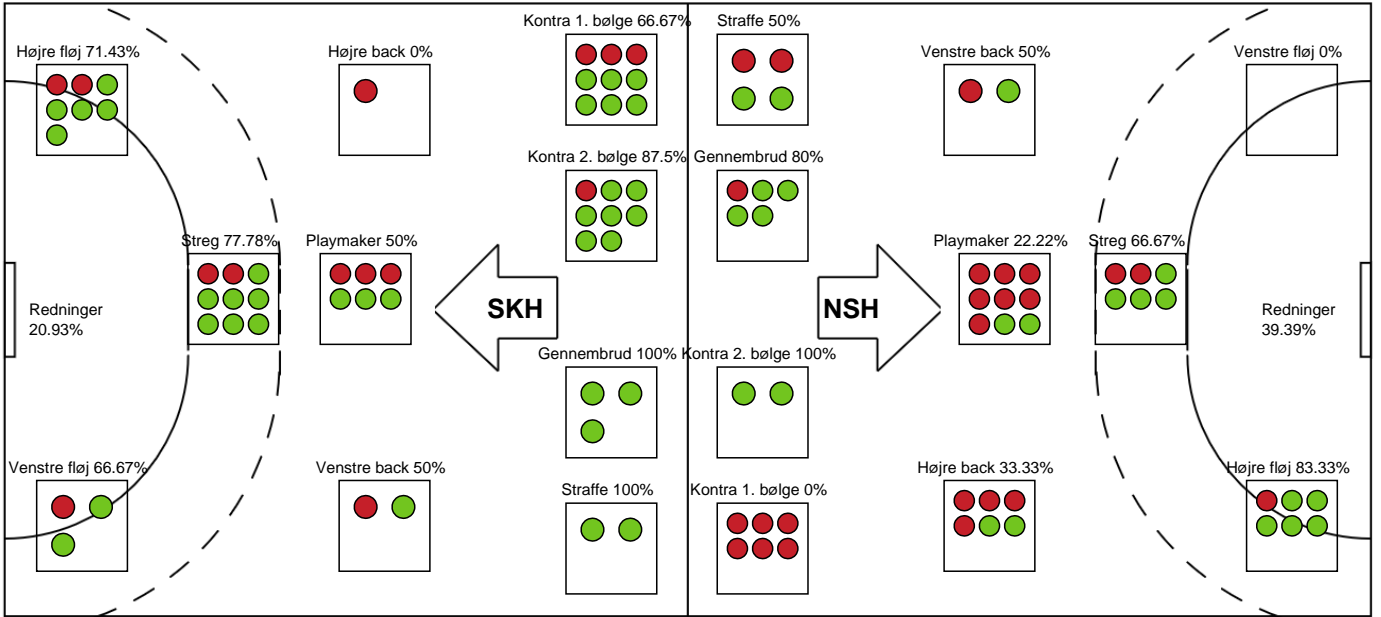 Kontra 1. bølge 66.67%
Straffe 50%
Højre fløj 71.43%
Højre back 0%
Venstre back 50%
Venstre fløj 0%
Kontra 2. bølge 87.5%
Gennembrud 80%
Streg 77.78%
Playmaker 50%
Playmaker 22.22%
Streg 66.67%
Redninger
20.93%
SKH
NSH
Redninger
39.39%
Gennembrud 100%
Kontra 2. bølge 100%
Venstre fløj 66.67%
Venstre back 50%
Straffe 100%
Kontra 1. bølge 0%
Højre back 33.33%
Højre fløj 83.33%